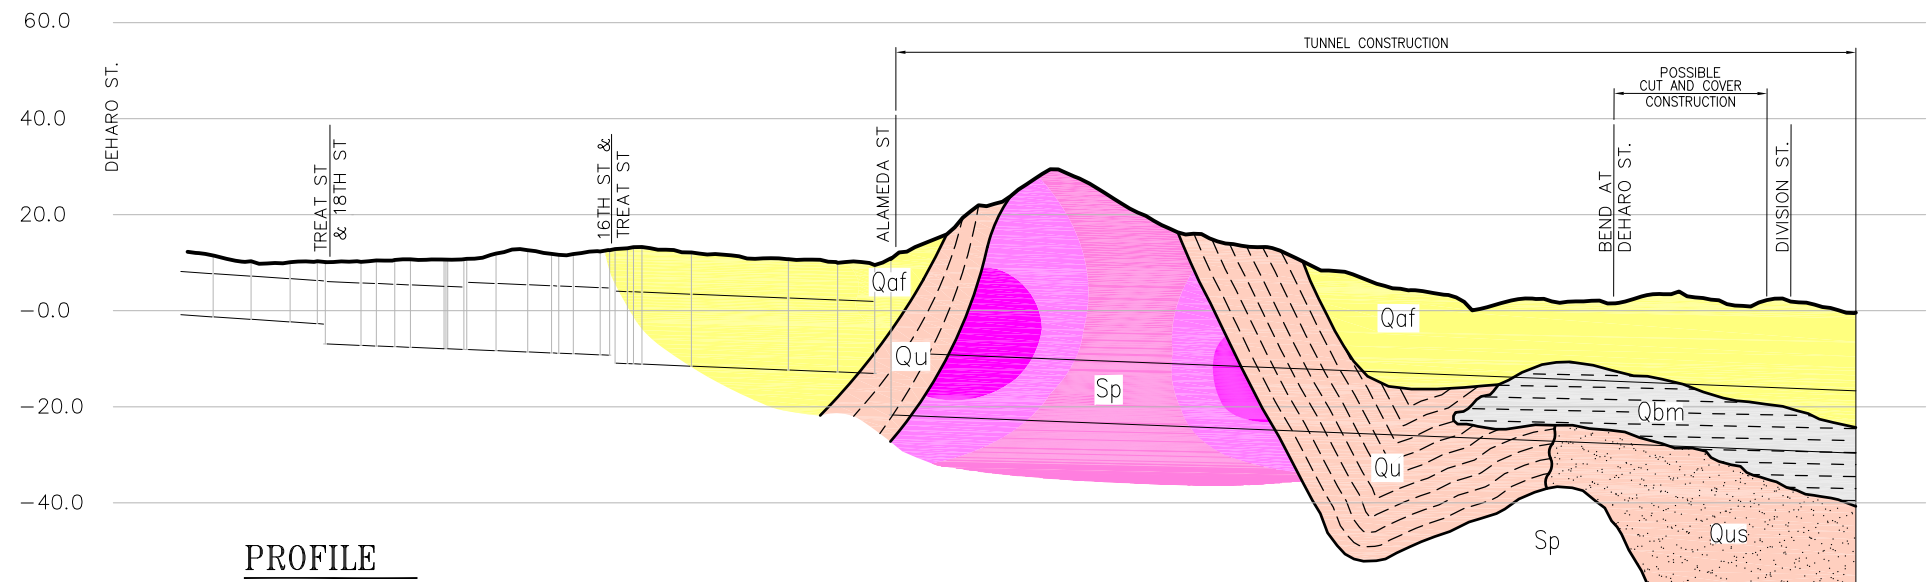 60.0
TUNNEL CONSTRUCTION
POSSIBLE
CUT AND COVER
CONSTRUCTION
40.0
DEHARO ST.
TREAT ST
& 18TH ST
16TH ST &
TREAT ST
ALAMEDA ST
BEND AT
DEHARO ST.
DIVISION ST.
20.0
Qaf
-0.0
Qaf
Qu
Sp
-20.0
Qbm
Qu
-40.0
Sp
Qus
PROFILE